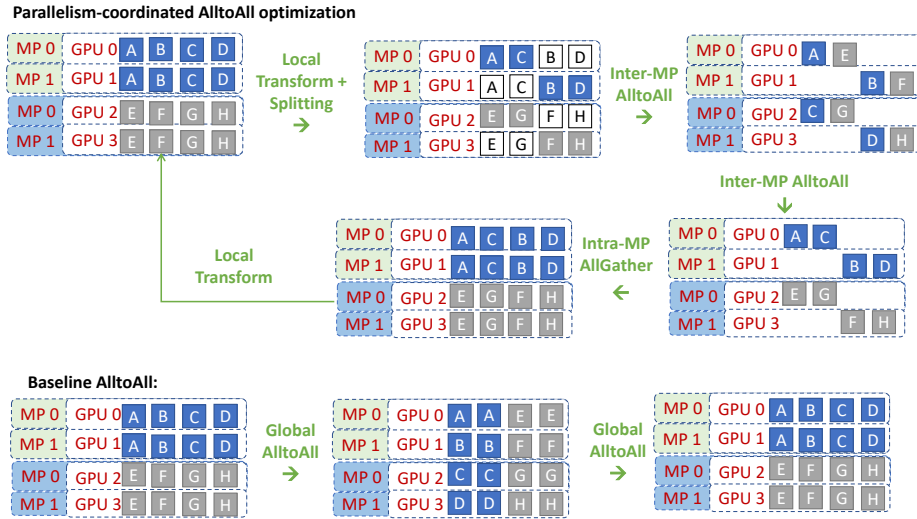 Parallelism-coordinated AlltoAll optimization
MP 0 GPU 0 A B C D
MP 1 GPU 1 A B C D
MP 0 GPU 2 E F G H
MP 1 GPU 3 E F G H
Local
Transform +
Splitting
→
MP 0 GPU 0 A C B D
MP 1 GPU 1 A C B D
MP 0 GPU 2 E G F H
MP 1 GPU 3 E G F H
Inter-MP
AlltoAll
→
MP 0 GPU 0 A E
MP 1 GPU 1 B F
MP 0 GPU 2 C G
MP 1 GPU 3 D H
Inter-MP AlltoAll
↓
MP 0 GPU 0 A C
MP 1 GPU 1 B D
MP 0 GPU 2 E G
MP 1 GPU 3 F H
Intra-MP
AllGather
←
MP 0 GPU 0 A C B D
MP 1 GPU 1 A C B D
MP 0 GPU 2 E G F H
MP 1 GPU 3 E G F H
Local
Transform
Baseline AlltoAll:
MP 0 GPU 0 A B C D
MP 1 GPU 1 A B C D
MP 0 GPU 2 E F G H
MP 1 GPU 3 E F G H
Global
AlltoAll
→
MP 0 GPU 0 A A E E
MP 1 GPU 1 B B F F
MP 0 GPU 2 C C G G
MP 1 GPU 3 D D H H
Global
AlltoAll
→
MP 0 GPU 0 A B C D
MP 1 GPU 1 A B C D
MP 0 GPU 2 E F G H
MP 1 GPU 3 E F G H